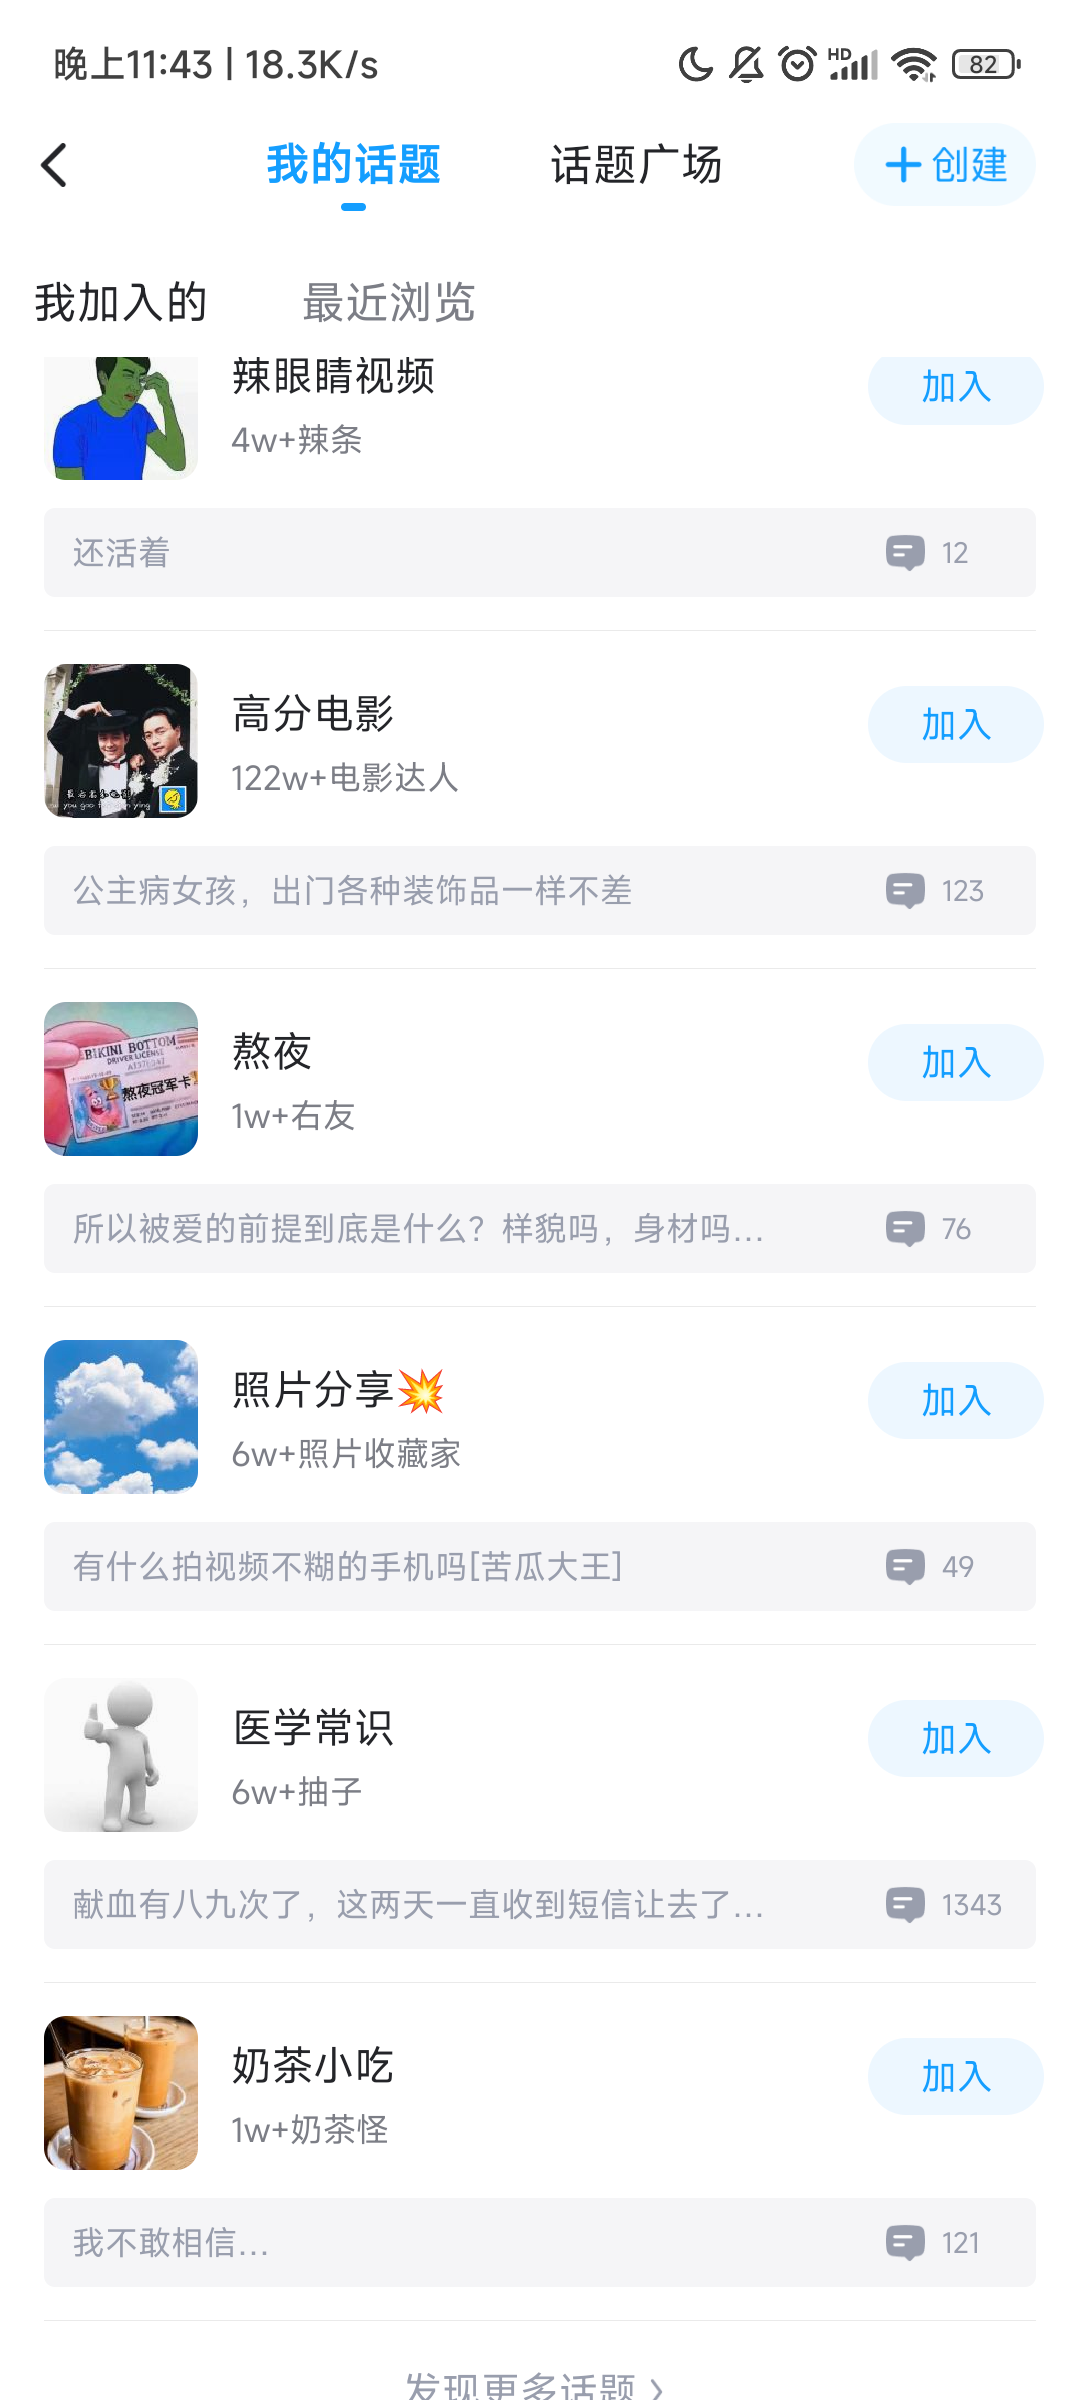 晚上11:43 | 18.3K/s
HD
82
我的话题
话题广场
创建
我加入的
最近浏览
辣眼睛视频
加入
4w+辣条
还活着
12
高分电影
加入
122w+电影达人
公主病女孩，出门各种装饰品一样不差
123
BIKINI BOTTOM
DRIVER LICENSE
熬夜冠军卡
熬夜
加入
1w+右友
所以被爱的前提到底是什么？样貌吗，身材吗...
76
照片分享💥
加入
6w+照片收藏家
有什么拍视频不糊的手机吗[苦瓜大王]
49
医学常识
加入
6w+抽子
献血有八九次了，这两天一直收到短信让去了...
1343
奶茶小吃
加入
1w+奶茶怪
我不敢相信...
121
发现更多话题